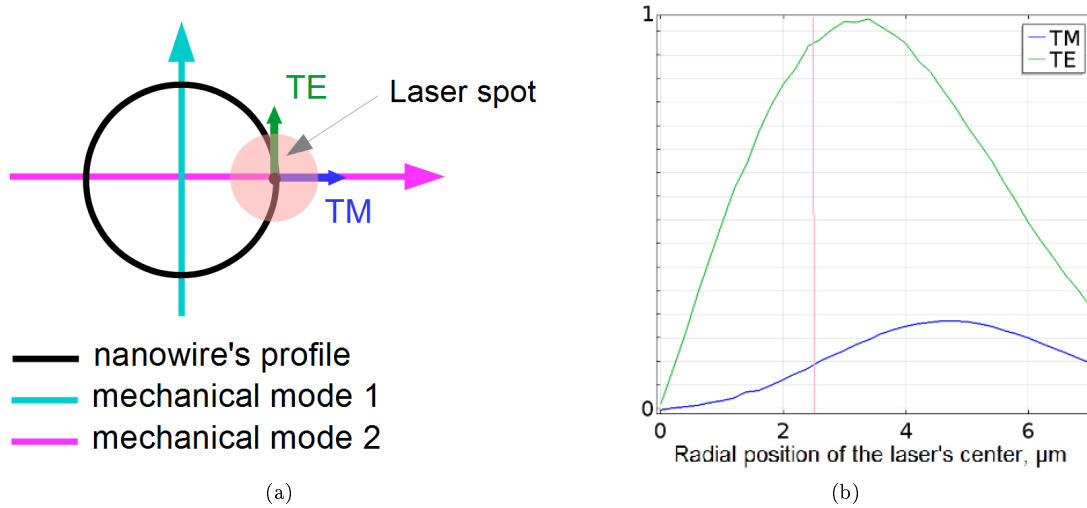 TE
Laser spot
TM
nanowire's profile
mechanical mode 1
mechanical mode 2
(a)
1
TM
TE
0
0
2
4
6
Radial position of the laser's center, μm
(b)